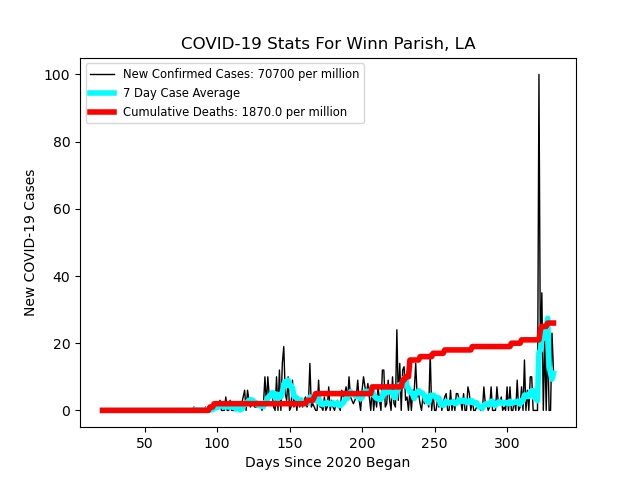 COVID-19 Stats For Winn Parish, LA
New Confirmed Cases: 70700 per million
7 Day Case Average
Cumulative Deaths: 1870.0 per million
New COVID-19 Cases
100
80
60
40
20
0
50 100 150 200 250 300
Days Since 2020 Began